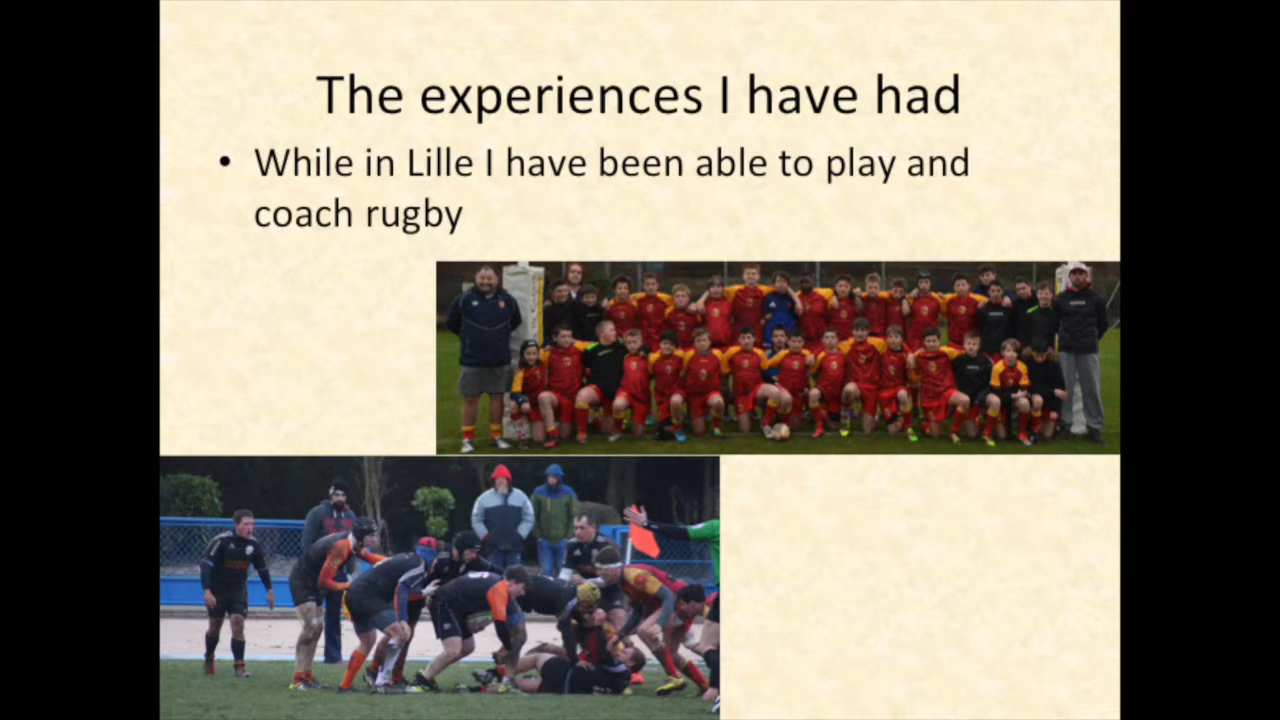 The experiences I have had
• While in Lille I have been able to play and
coach rugby